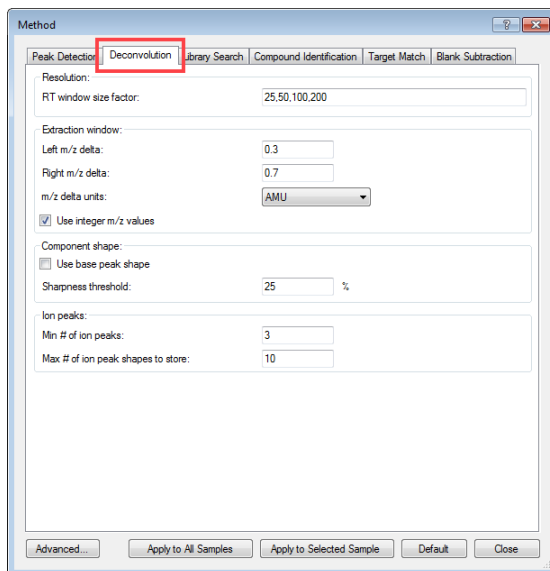 Method
Peak Detection Deconvolution Library Search Compound Identification Target Match Blank Subtraction
Resolution:
RT window size factor: 25,50,100,200
Extraction window:
Left m/z delta: 0.3
Right m/z delta: 0.7
m/z delta units: AMU
Use integer m/z values
Component shape:
Use base peak shape
Sharpness threshold: 25 %
Ion peaks:
Min # of ion peaks: 3
Max # of ion peak shapes to store: 10
Advanced... Apply to All Samples Apply to Selected Sample Default Close